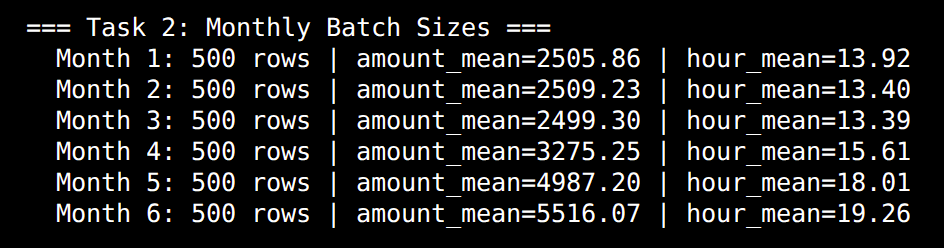 === Task 2: Monthly Batch Sizes ===
Month 1: 500 rows | amount_mean=2505.86 | hour_mean=13.92
Month 2: 500 rows | amount_mean=2509.23 | hour_mean=13.40
Month 3: 500 rows | amount_mean=2499.30 | hour_mean=13.39
Month 4: 500 rows | amount_mean=3275.25 | hour_mean=15.61
Month 5: 500 rows | amount_mean=4987.20 | hour_mean=18.01
Month 6: 500 rows | amount_mean=5516.07 | hour_mean=19.26